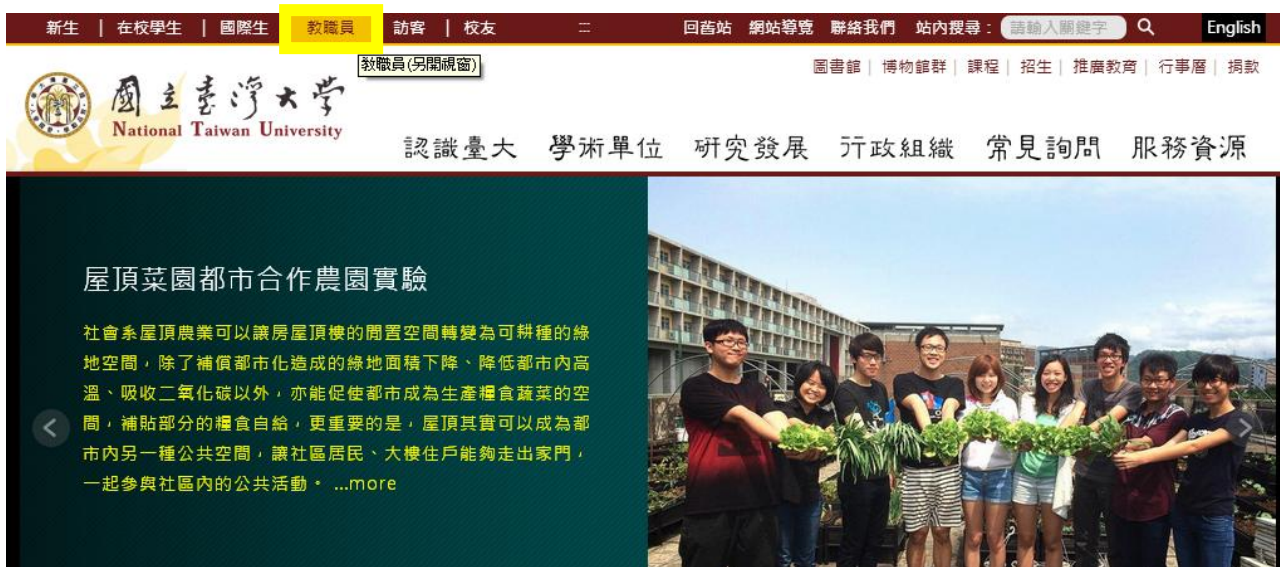 新生 | 在校學生 | 國際生 教職員 訪客 | 校友 :::  回舊站 網站導覽 聯絡我們 站內搜尋: 請輸入關鍵字 English
教職員(另開視窗)
圖書館| 博物館群| 課程| 招生| 推廣教育| 行事曆| 捐款
國立臺灣大學
National Taiwan University
認識臺大 學術單位 研究發展 行政組織 常見詢問 服務資源
屋頂菜園都市合作農園實驗
社會系屋頂農業可以讓房屋頂樓的閒置空間轉變為可耕種的綠
地空間,除了補償都市化造成的綠地面積下降、降低都市內高
溫、吸收二氧化碳以外,亦能促使都市成為生產糧食蔬菜的空
間,補貼部分的糧食自給,更重要的是,屋頂其實可以成為都
市內另一種公共空間,讓社區居民、大樓住戶能夠走出家門,
一起參與社區內的公共活動。 ...more